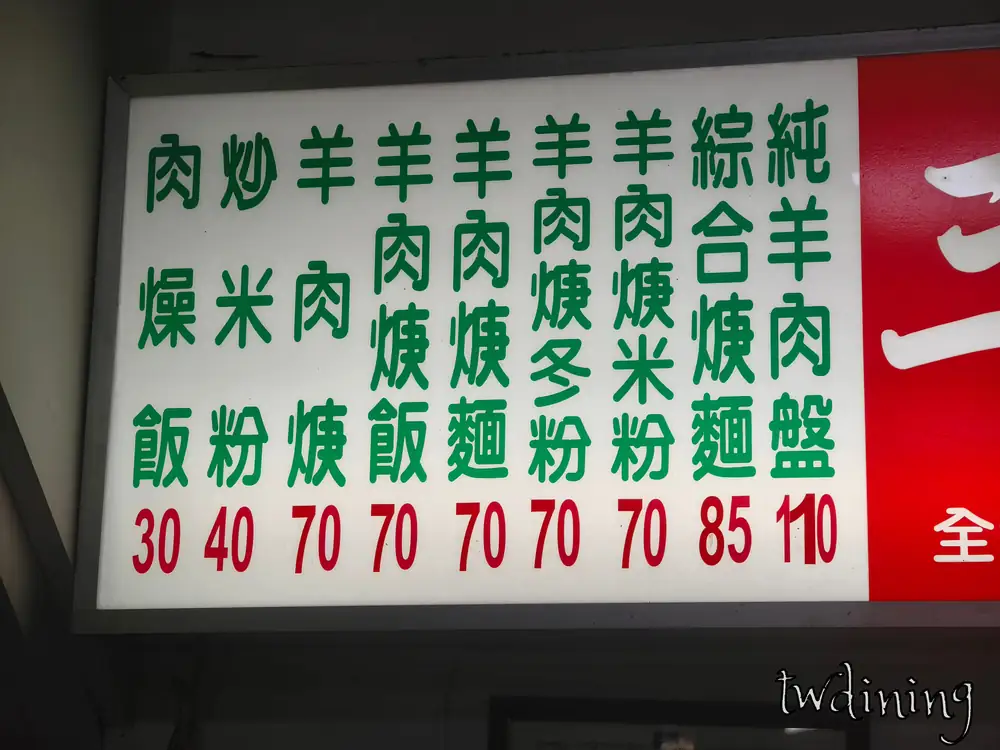 純羊肉盤 110
綜合焿麵 85
羊肉焿米粉 70
羊肉焿冬粉 70
羊肉焿麵 70
羊肉焿飯 70
羊肉焿 70
炒米粉 40
肉燥飯 30
全
twdining